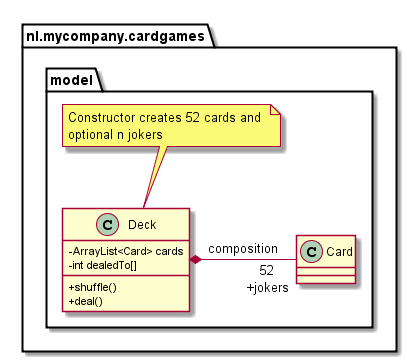 nl.mycompany.cardgames
model
Constructor creates 52 cards and
optional n jokers
C Deck
-ArrayList<Card> cards
-int dealedTo[]
+shuffle()
+deal()
composition
52
+jokers
C Card